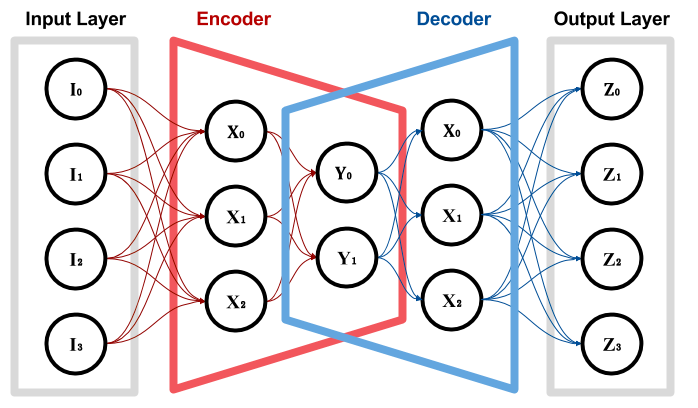 Input Layer
Encoder
Decoder
Output Layer
I0
I1
I2
I3
X0
X1
X2
Y0
Y1
X0
X1
X2
Z0
Z1
Z2
Z3